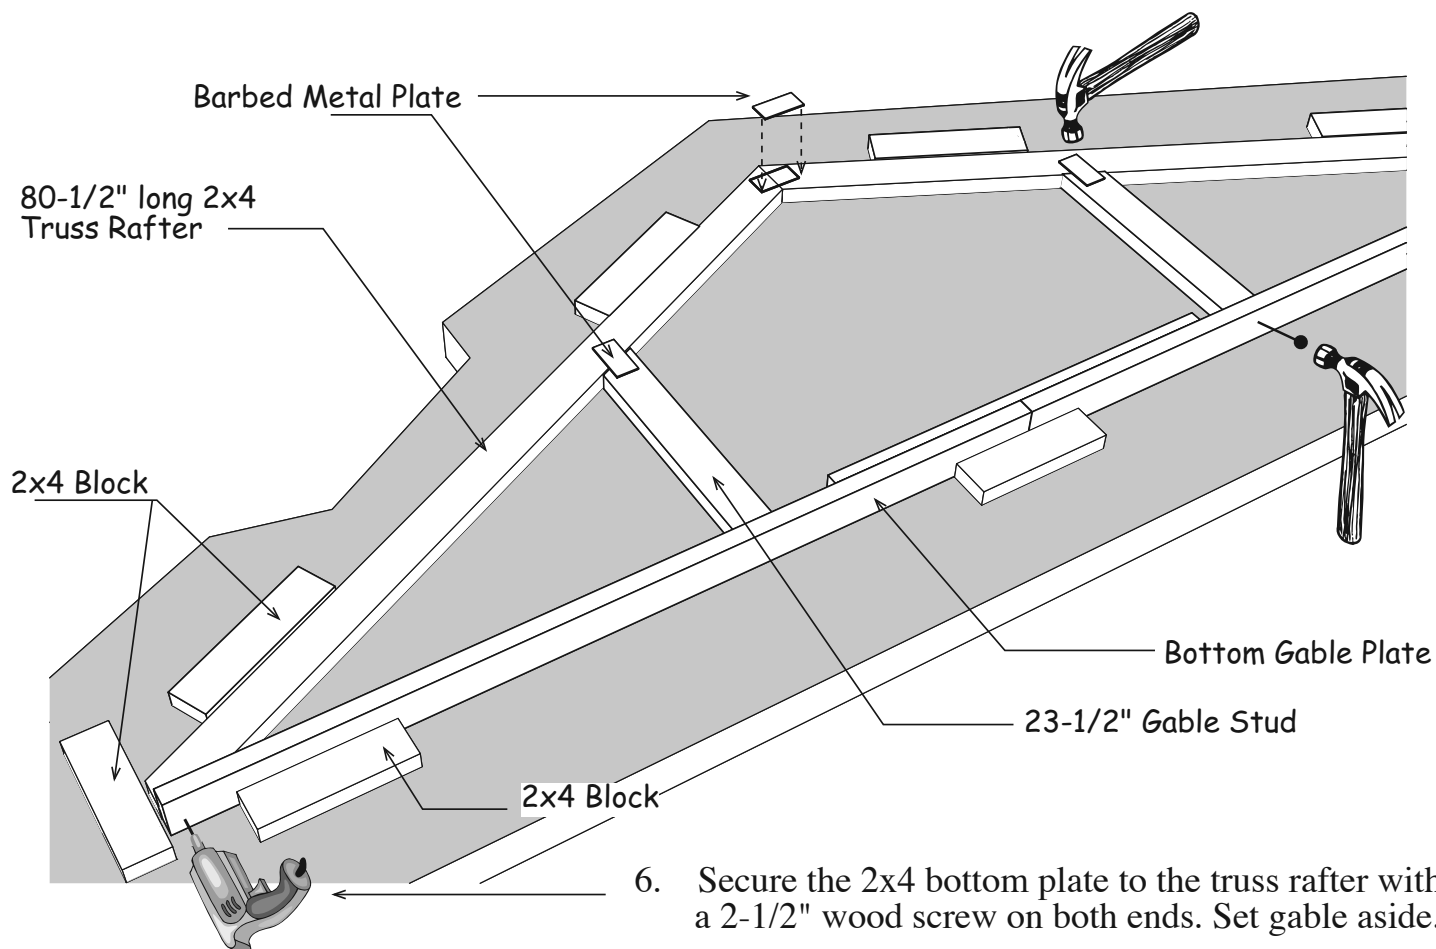 Barbed Metal Plate
80-1/2" long 2x4
Truss Rafter
2x4 Block
Bottom Gable Plate
23-1/2" Gable Stud
2x4 Block
6. Secure the 2x4 bottom plate to the truss rafter with
a 2-1/2" wood screw on both ends. Set gable aside.